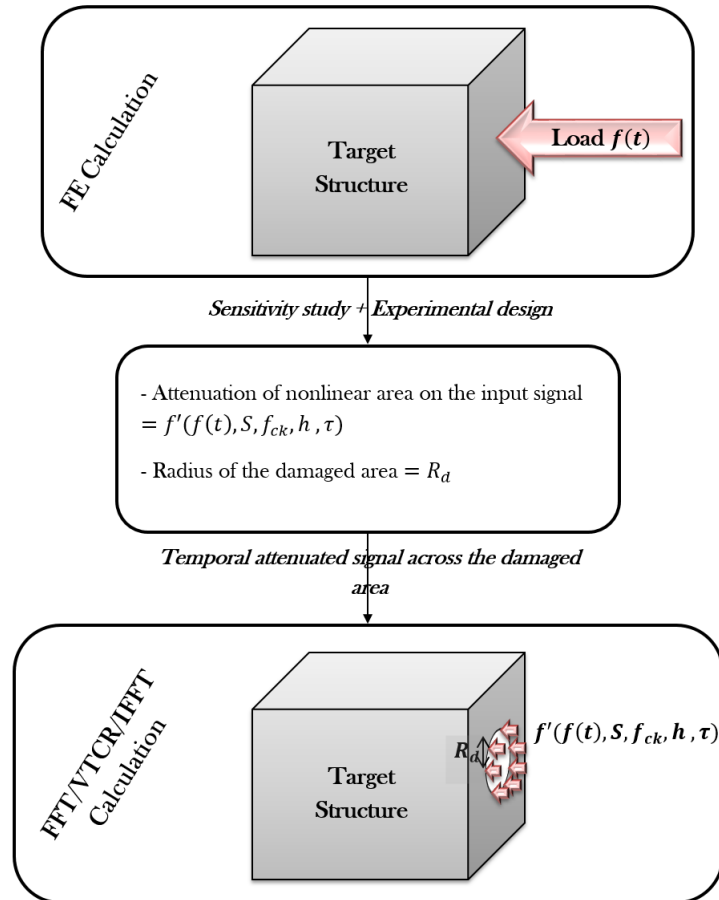 FE Calculation
Target
Structure
Load f(t)
Sensitivity study + Experimental design
- Attenuation of nonlinear area on the input signal
= f′(f(t), S, f_ck, h , τ)
- Radius of the damaged area = R_d
Temporal attenuated signal across the damaged
area
FFT/VTCR/IFFT
Calculation
Target
Structure
R_d
f′(f(t), S, f_ck, h , τ)